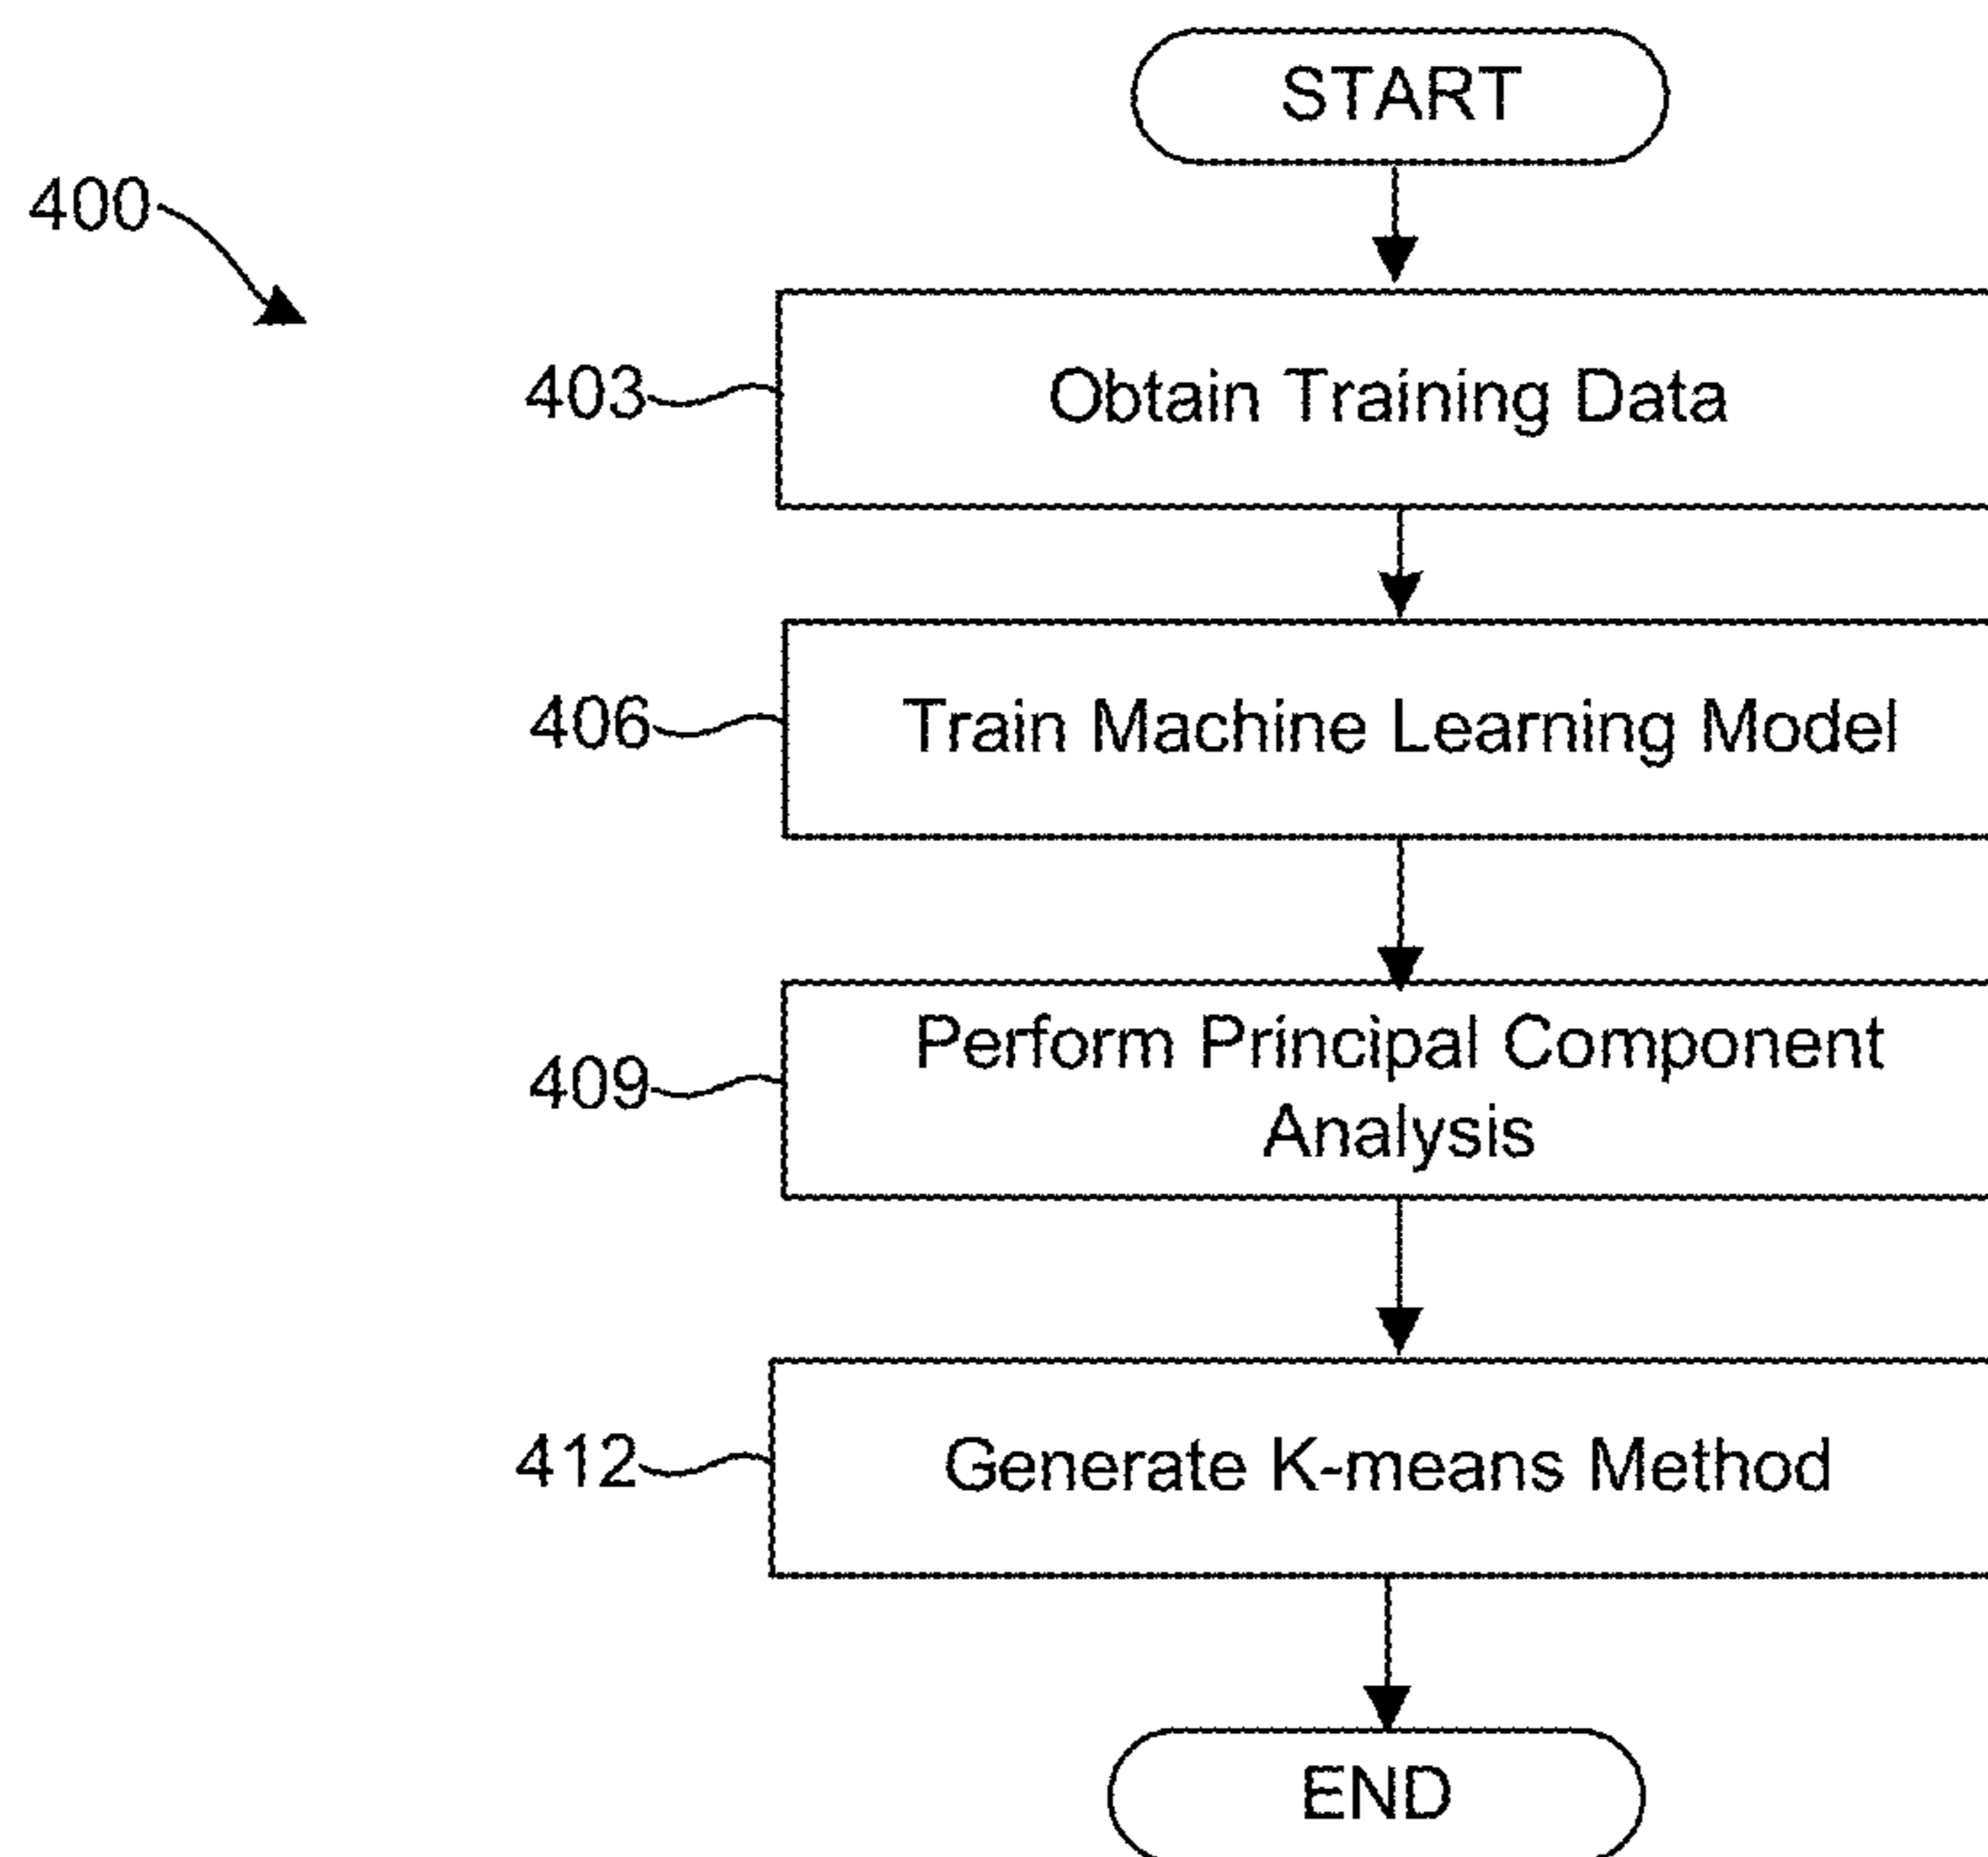 START
400
403
Obtain Training Data
406
Train Machine Learning Model
409
Perform Principal Component
Analysis
412
Generate K-means Method
END